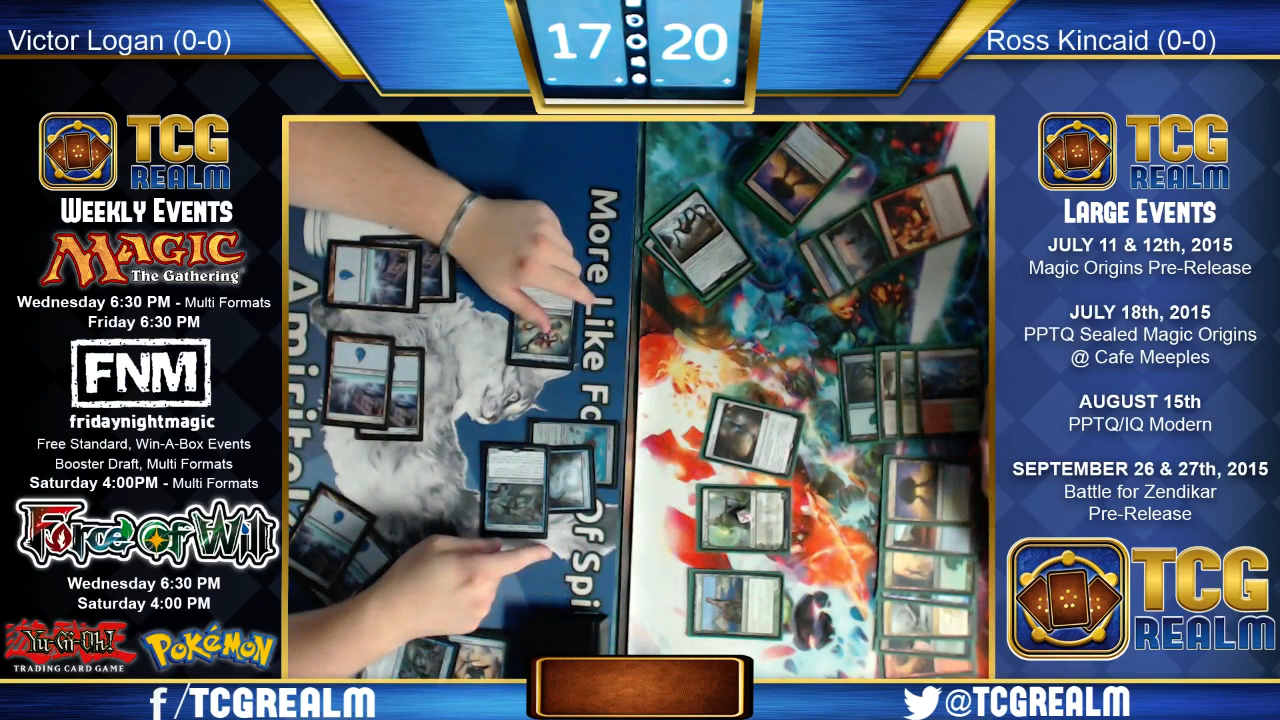 Victor Logan (0-0)
17 20
Ross Kincaid (0-0)
TCG
REALM
WEEKLY EVENTS
MAGIC
The Gathering
Wednesday 6:30 PM - Multi Formats
Friday 6:30 PM
FNM
fridaynightmagic
Free Standard, Win-A-Box Events
Booster Draft, Multi Formats
Saturday 4:00PM - Multi Formats
Force of Will
Wednesday 6:30 PM
Saturday 4:00 PM
Yu-Gi-Oh!
TRADING CARD GAME
POKéMON
More Like Fo
Of Spi
TCG
REALM
LARGE EVENTS
JULY 11 & 12th, 2015
Magic Origins Pre-Release
JULY 18th, 2015
PPTQ Sealed Magic Origins
@ Cafe Meeples
AUGUST 15th
PPTQ/IQ Modern
SEPTEMBER 26 & 27th, 2015
Battle for Zendikar
Pre-Release
TCG
REALM
f /TCGREALM
@TCGREALM